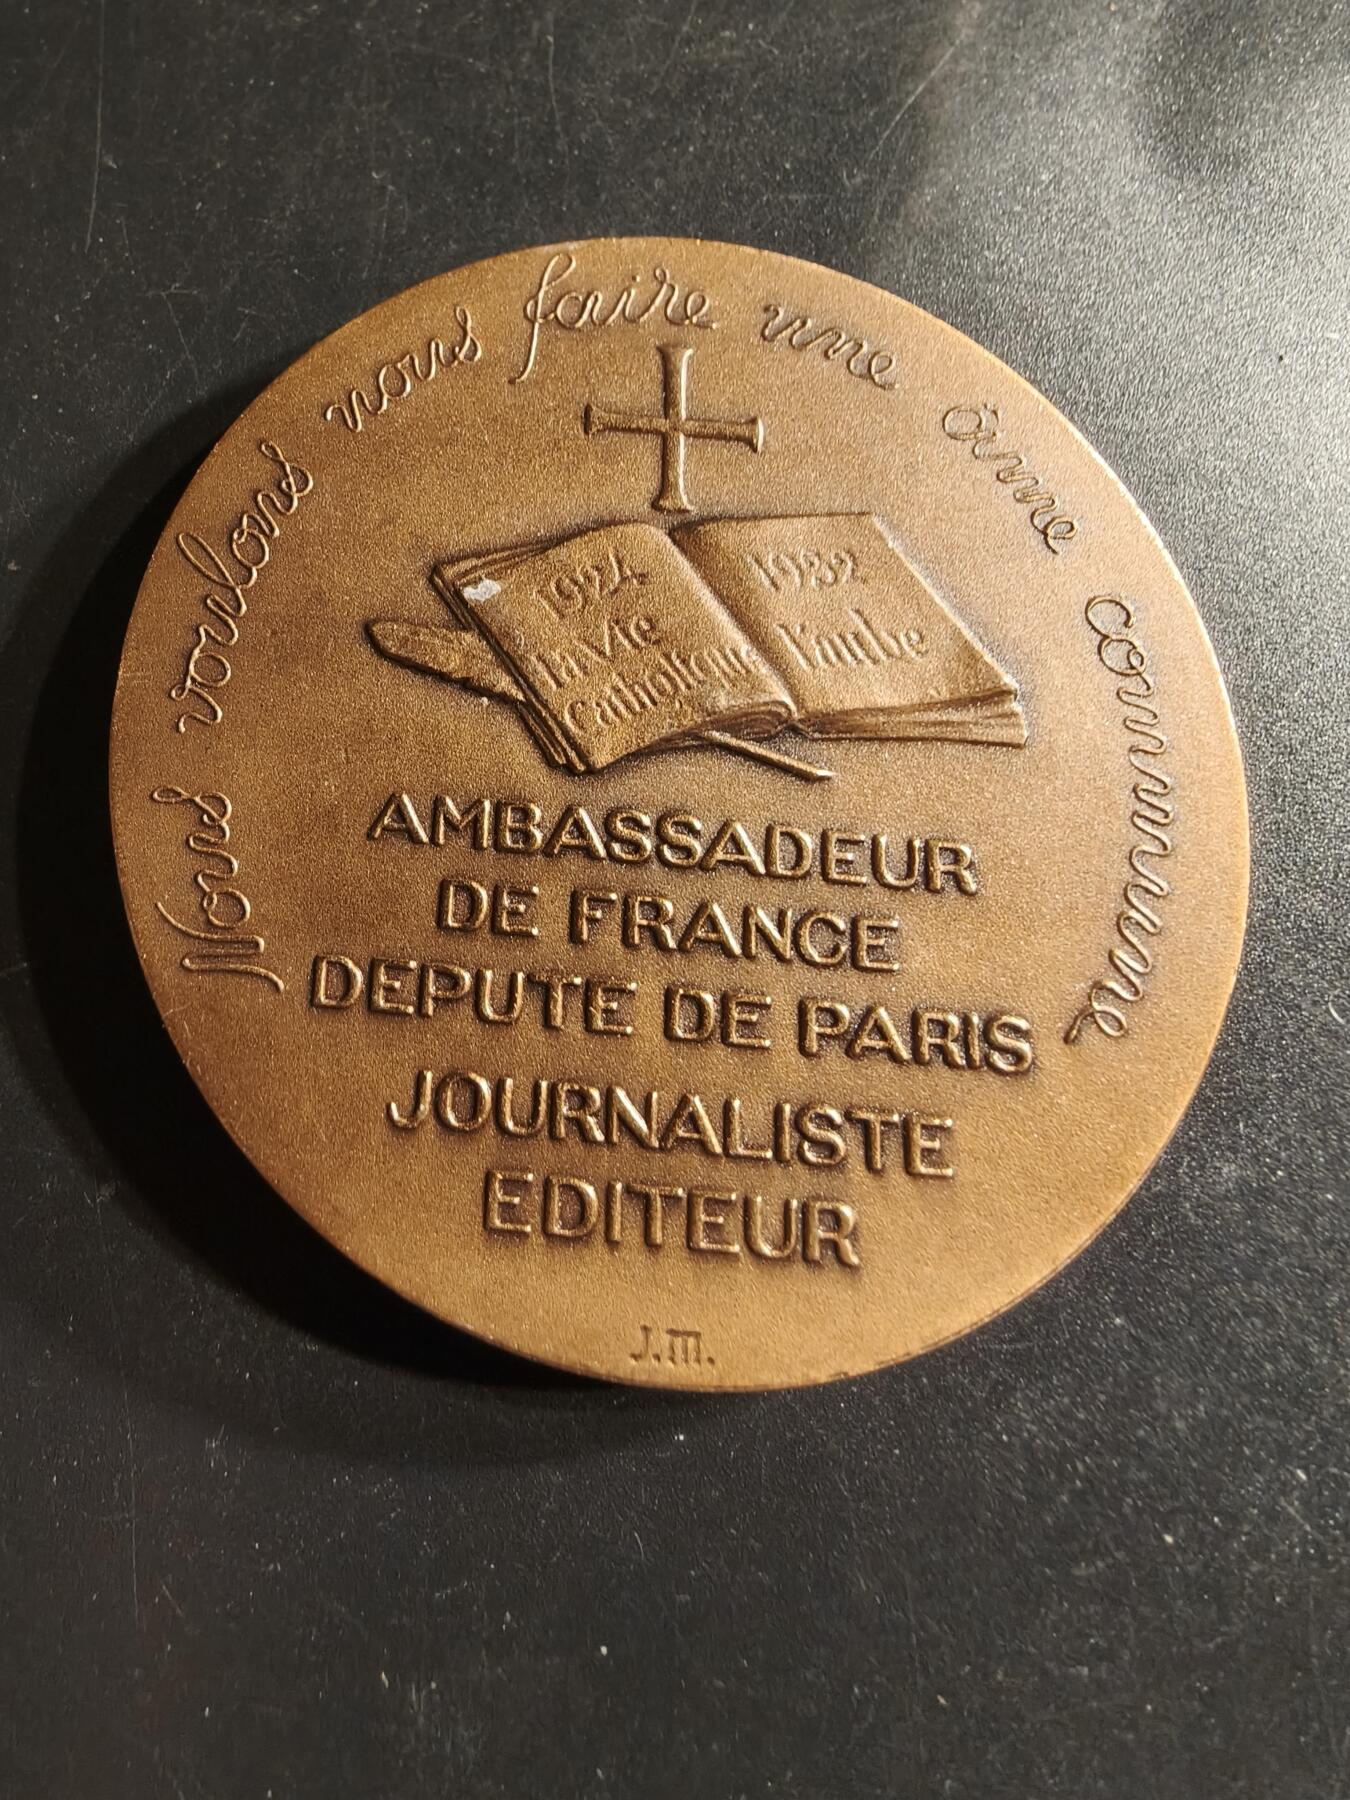 Nous voulons nous faire une âme commune
1924
la Vie
Catholique
1932
l'aube
AMBASSADEUR
DE FRANCE
DEPUTE DE PARIS
JOURNALISTE
EDITEUR
J.M.